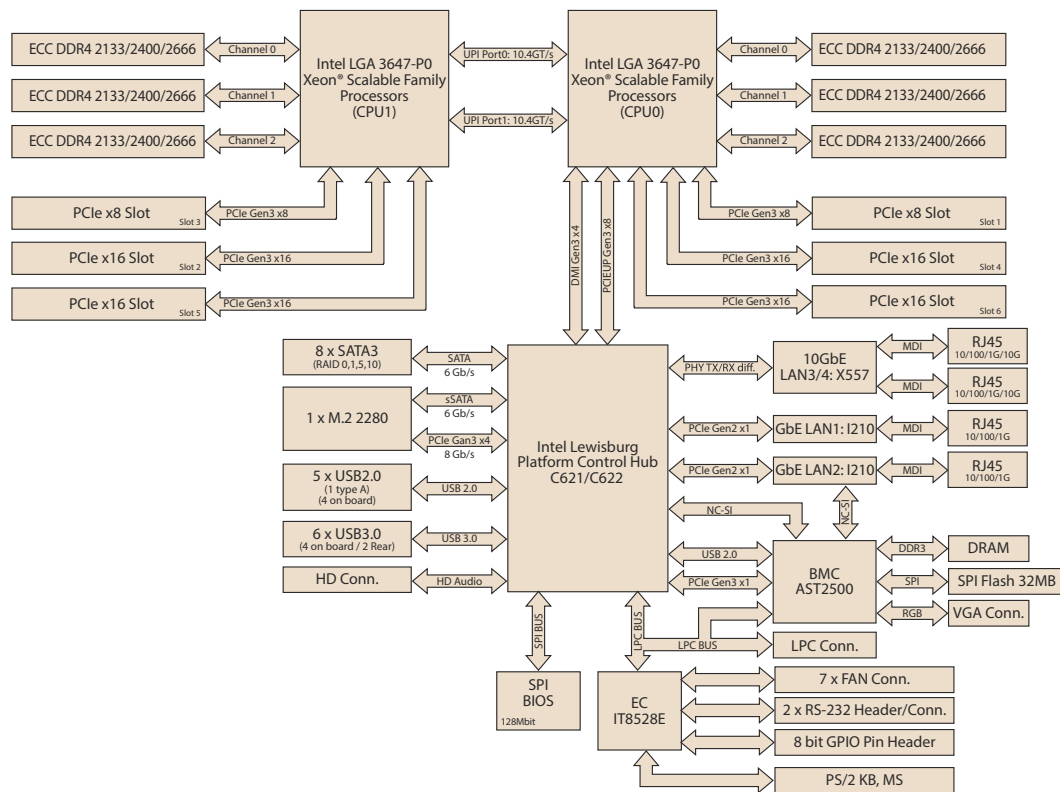 ECC DDR4 2133/2400/2666
Channel 0
ECC DDR4 2133/2400/2666
Channel 1
ECC DDR4 2133/2400/2666
Channel 2
Intel LGA 3647-P0
Xeon® Scalable Family
Processors
(CPU1)
UPI Port0: 10.4GT/s
UPI Port1: 10.4GT/s
Intel LGA 3647-P0
Xeon® Scalable Family
Processors
(CPU0)
Channel 0
ECC DDR4 2133/2400/2666
Channel 1
ECC DDR4 2133/2400/2666
Channel 2
ECC DDR4 2133/2400/2666
PCIe x8 Slot
Slot 3
PCIe Gen3 x8
PCIe x16 Slot
Slot 2
PCIe Gen3 x16
PCIe x16 Slot
Slot 5
PCIe Gen3 x16
DMI Gen3 x4
PCIEUP Gen3 x8
PCIe Gen3 x8
PCIe x8 Slot
Slot 1
PCIe Gen3 x16
PCIe x16 Slot
Slot 4
PCIe Gen3 x16
PCIe x16 Slot
Slot 6
8 x SATA3
(RAID 0,1,5,10)
SATA
6 Gb/s
1 x M.2 2280
sSATA
6 Gb/s
PCIe Gan3 x4
8 Gb/s
5 x USB2.0
(1 type A)
(4 on board)
USB 2.0
6 x USB3.0
(4 on board / 2 Rear)
USB 3.0
HD Conn.
HD Audio
Intel Lewisburg
Platform Control Hub
C621/C622
PHY TX/RX diff.
10GbE
LAN3/4: X557
MDI
RJ45
10/100/1G/10G
MDI
RJ45
10/100/1G/10G
PCIe Gen2 x1
GbE LAN1: I210
MDI
RJ45
10/100/1G
PCIe Gen2 x1
GbE LAN2: I210
MDI
RJ45
10/100/1G
NC-SI
NC-SI
USB 2.0
PCIe Gen3 x1
BMC
AST2500
DDR3
DRAM
SPI
SPI Flash 32MB
RGB
VGA Conn.
SPI BUS
LPC BUS
LPC BUS
LPC Conn.
SPI
BIOS
128Mbit
EC
IT8528E
7 x FAN Conn.
2 x RS-232 Header/Conn.
8 bit GPIO Pin Header
PS/2 KB, MS